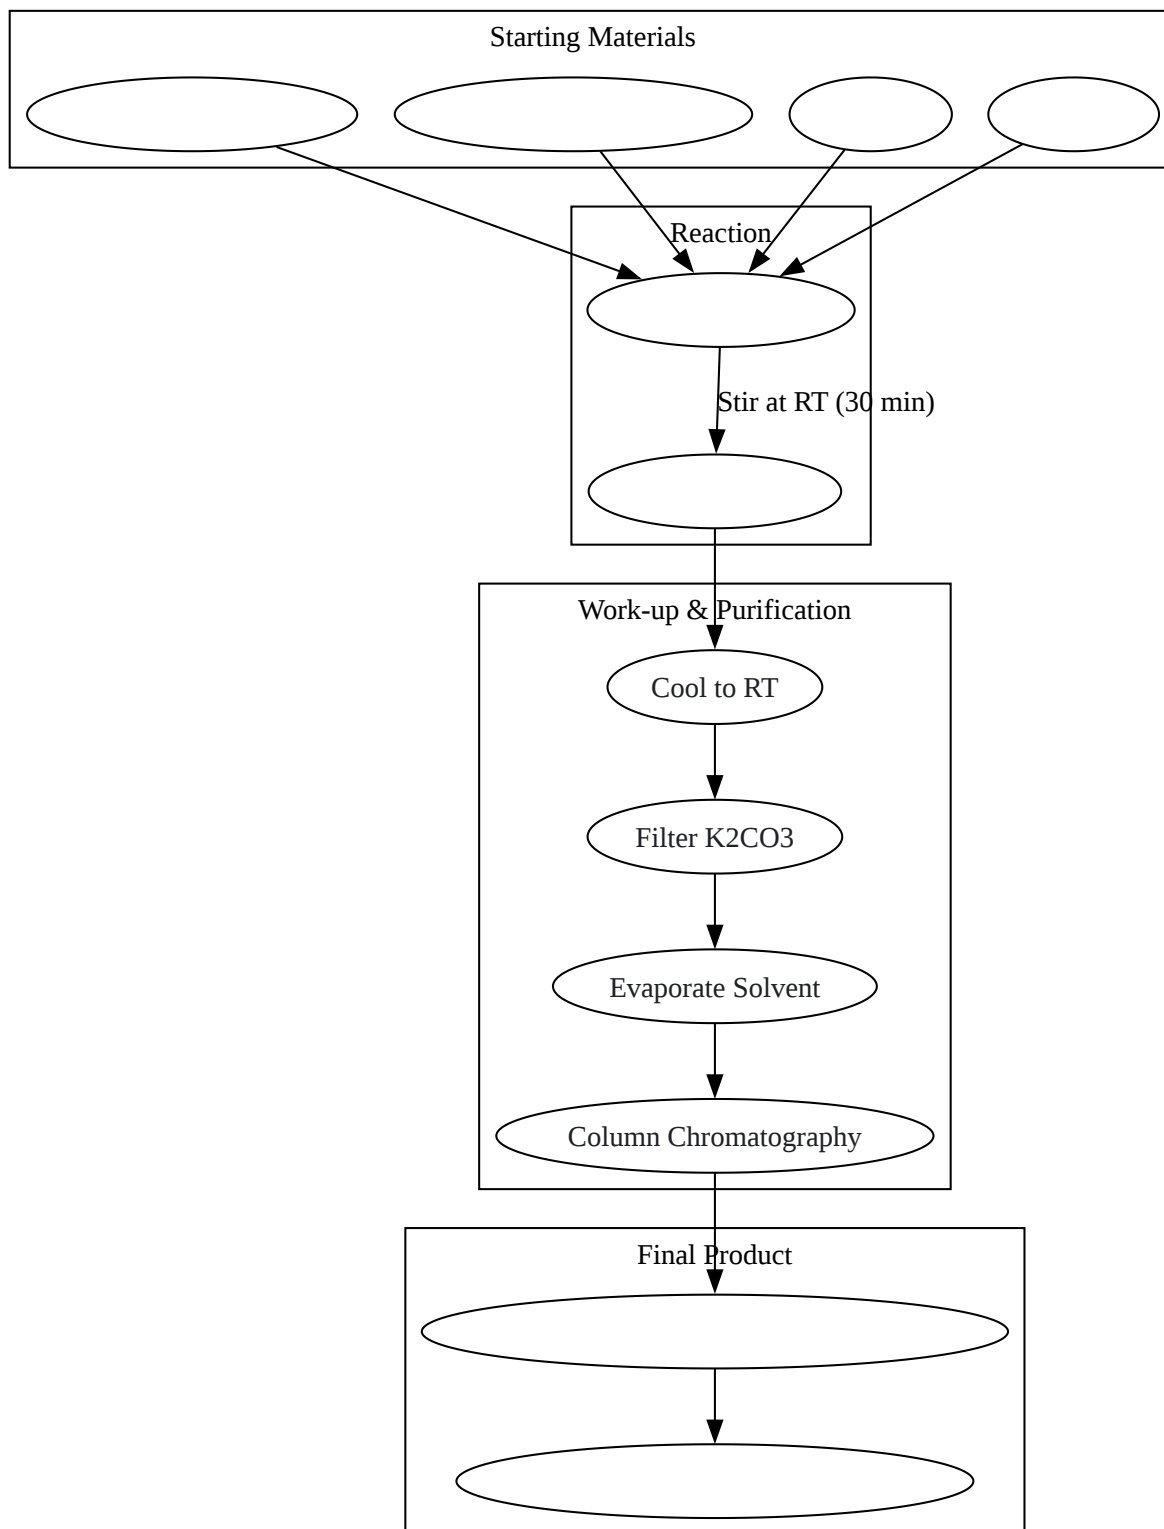 Starting Materials
Reaction
Stir at RT (30 min)
Work-up & Purification
Cool to RT
Filter K2CO3
Evaporate Solvent
Column Chromatography
Final Product